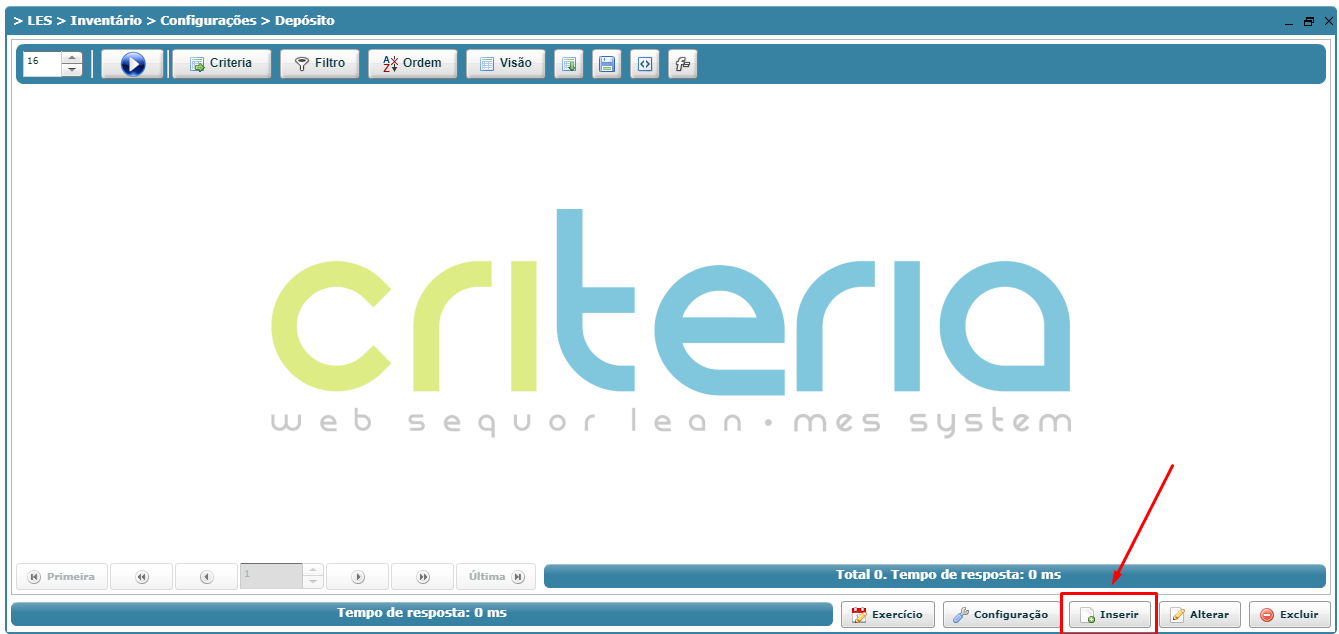 > LES > Inventário > Configurações > Depósito
16 Criteria Filtro Ordem Visão
criteria
web sequor lean • mes system
Primeira 1 Última Total 0. Tempo de resposta: 0 ms
Tempo de resposta: 0 ms Exercício Configuração Inserir Alterar Excluir